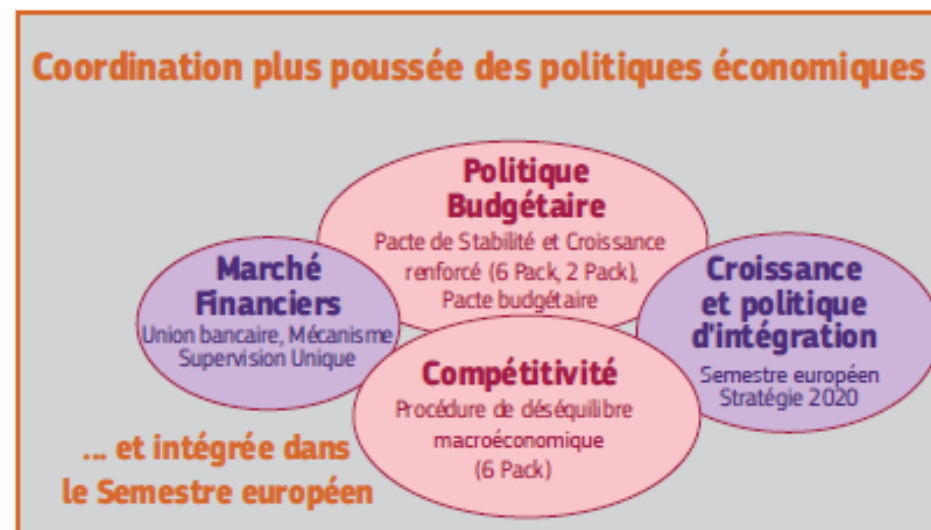 Coordination plus poussée des politiques économiques
Politique
Budgétaire
Pacte de Stabilité et Croissance
renforcé (6 Pack, 2 Pack),
Pacte budgétaire
Marché
Financiers
Union bancaire, Mécanisme
Supervision Unique
Croissance
et politique
d'intégration
Semestre européen
Stratégie 2020
Compétitivité
Procédure de déséquilibre
macroéconomique
(6 Pack)
... et intégrée dans
le Semestre européen